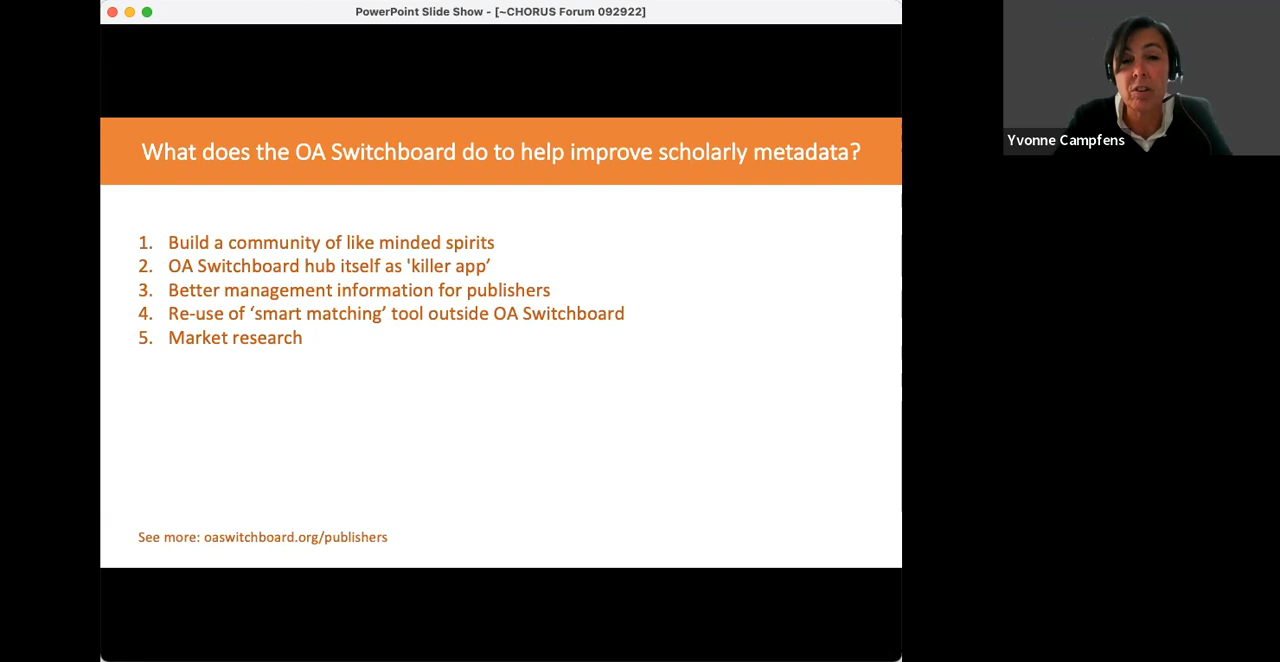 PowerPoint Slide Show - [~CHORUS Forum 092922]
What does the OA Switchboard do to help improve scholarly metadata?
1. Build a community of like minded spirits
2. OA Switchboard hub itself as 'killer app’
3. Better management information for publishers
4. Re-use of ‘smart matching’ tool outside OA Switchboard
5. Market research
See more: oaswitchboard.org/publishers
Yvonne Campfens